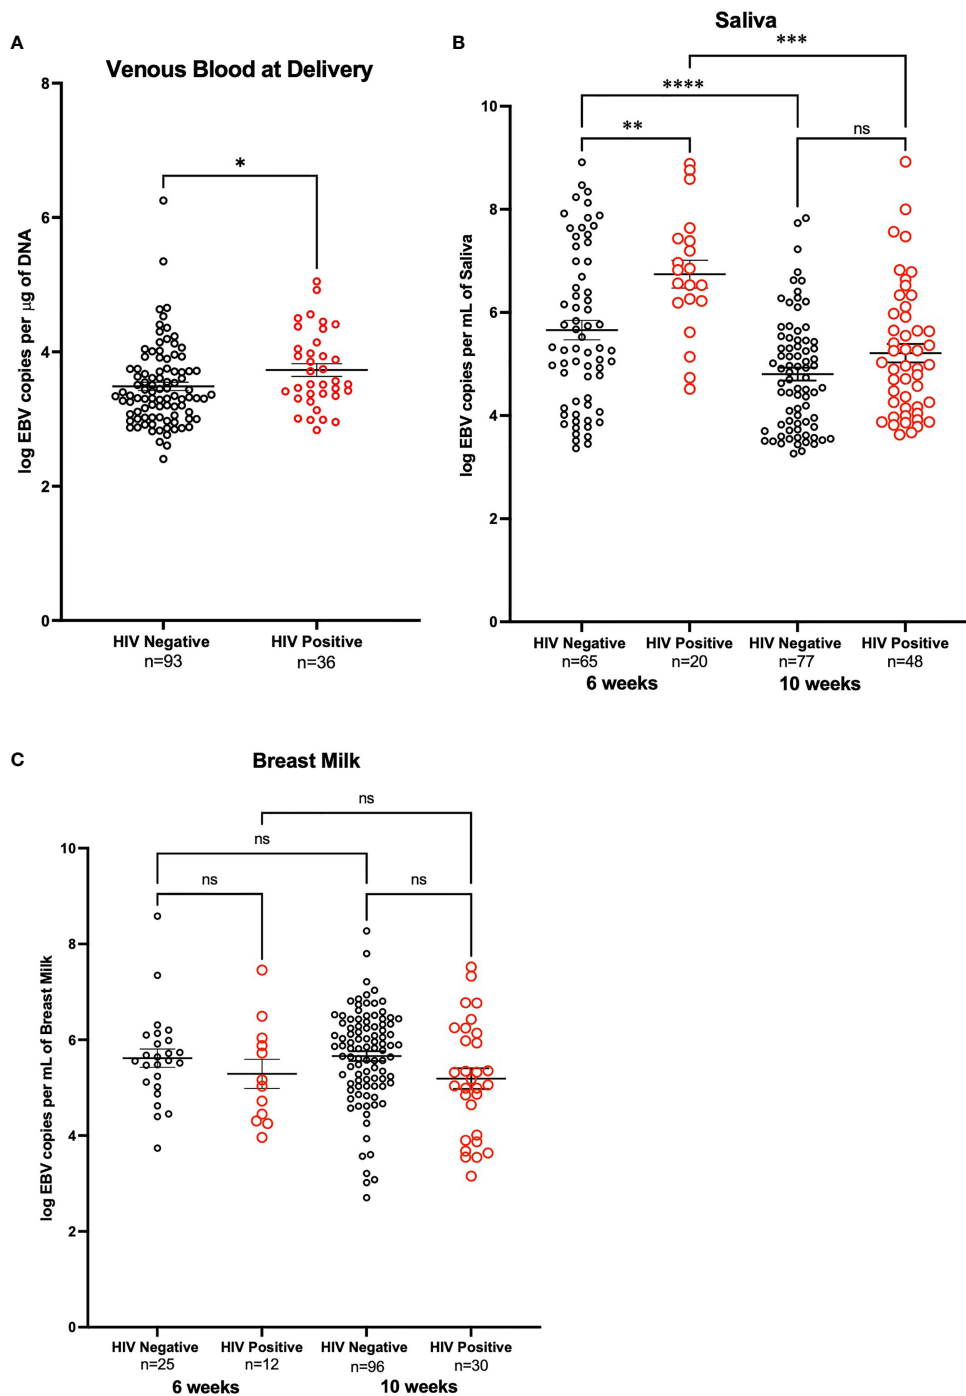 A
Venous Blood at Delivery
8
6
4
2
0
log EBV copies per μg of DNA
*
HIV Negative
n=93
HIV Positive
n=36
B
Saliva
***
****
**
ns
10
8
6
4
2
0
log EBV copies per mL of Saliva
HIV Negative HIV Positive HIV Negative HIV Positive
n=65 n=20 n=77 n=48
6 weeks 10 weeks
C
Breast Milk
ns
ns
ns ns
10
8
6
4
2
0
log EBV copies per mL of Breast Milk
HIV Negative HIV Positive HIV Negative HIV Positive
n=25 n=12 n=96 n=30
6 weeks 10 weeks